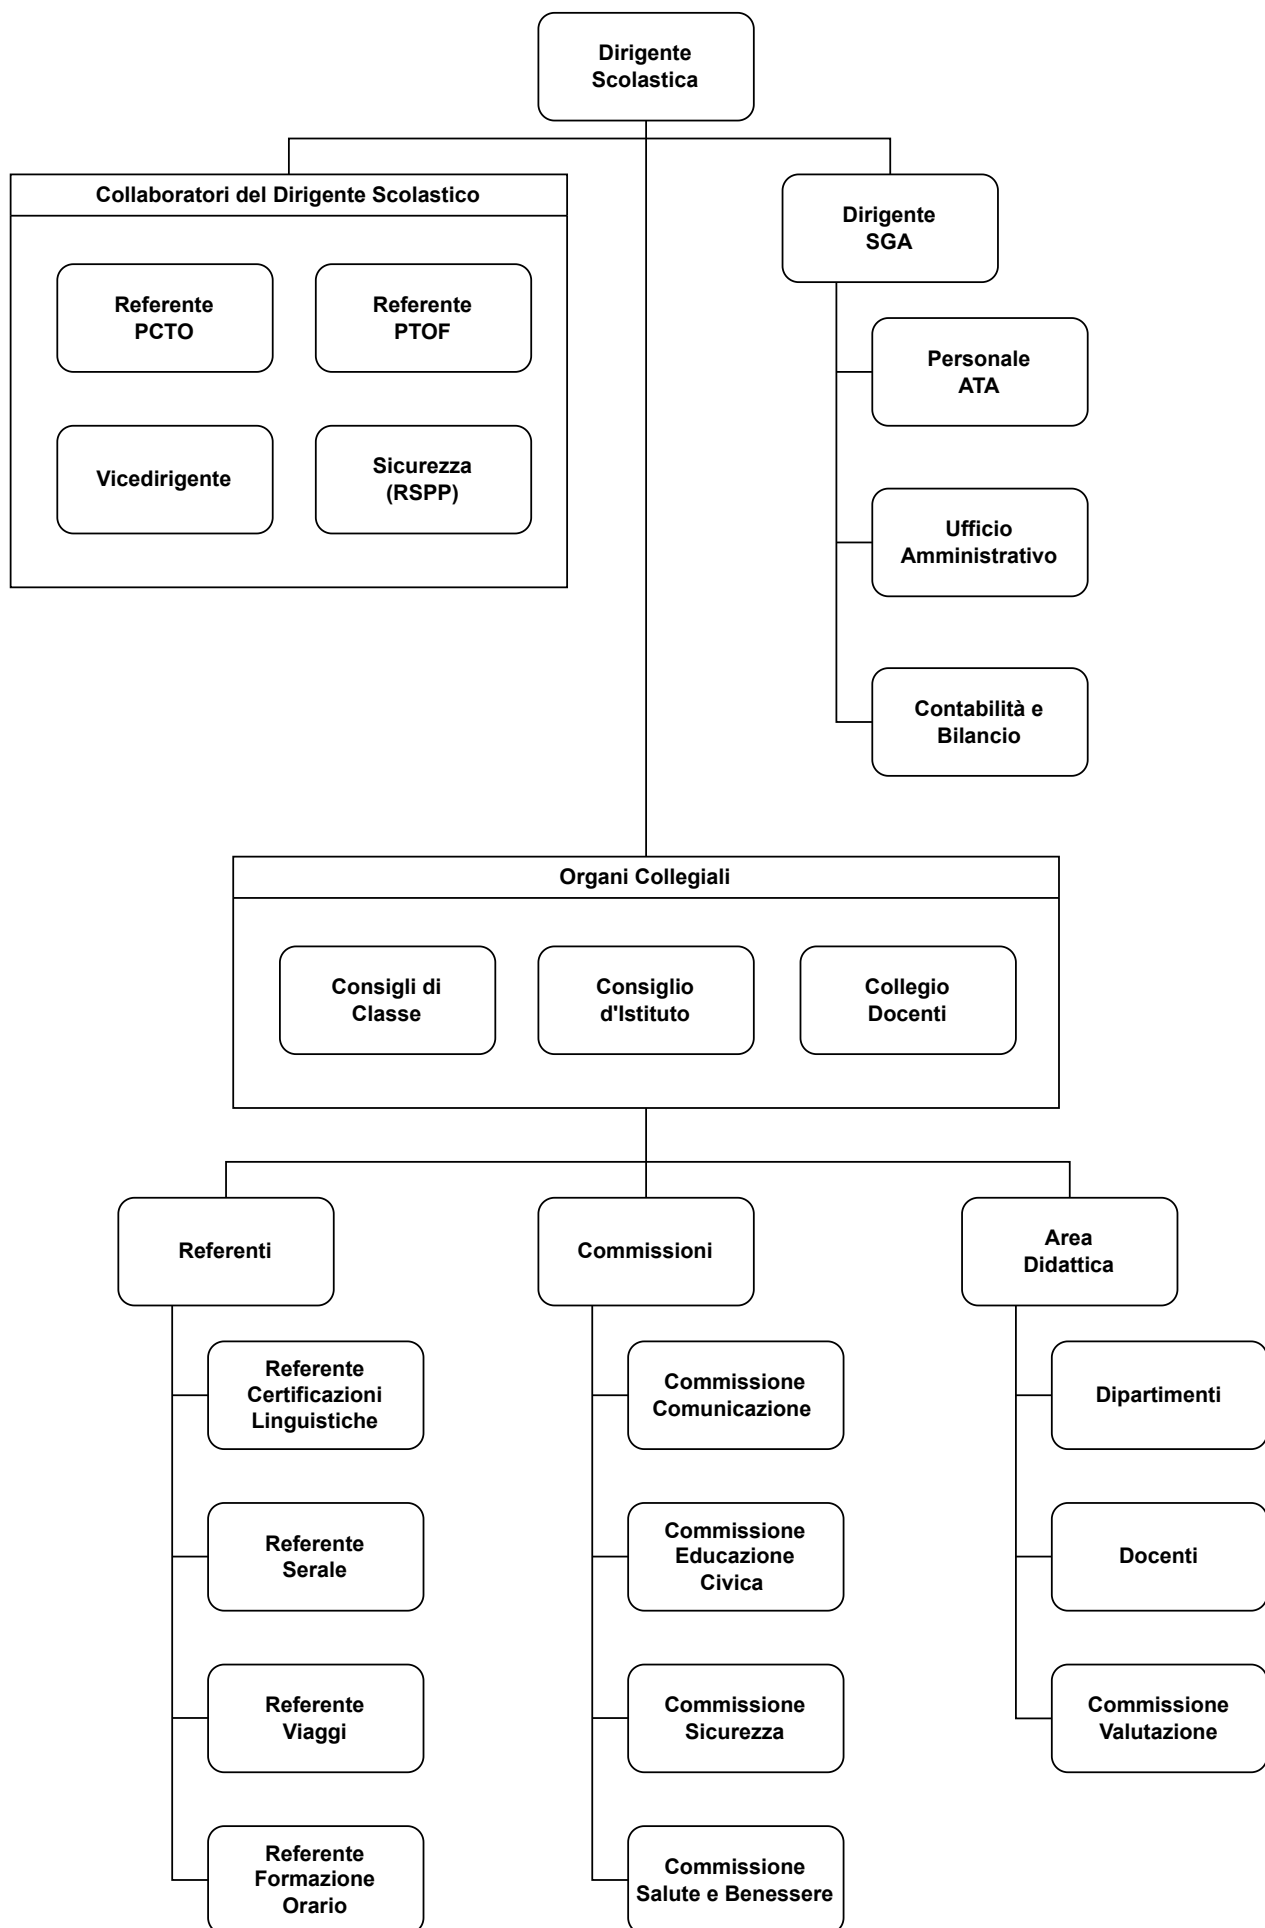 Dirigente
Scolastica
Collaboratori del Dirigente Scolastico
Referente
PCTO
Referente
PTOF
Vicedirigente
Sicurezza
(RSPP)
Dirigente
SGA
Personale
ATA
Ufficio
Amministrativo
Contabilità e
Bilancio
Organi Collegiali
Consigli di
Classe
Consiglio
d'Istituto
Collegio
Docenti
Referenti
Referente
Certificazioni
Linguistiche
Referente
Serale
Referente
Viaggi
Referente
Formazione
Orario
Commissioni
Commissione
Comunicazione
Commissione
Educazione
Civica
Commissione
Sicurezza
Commissione
Salute e Benessere
Area
Didattica
Dipartimenti
Docenti
Commissione
Valutazione